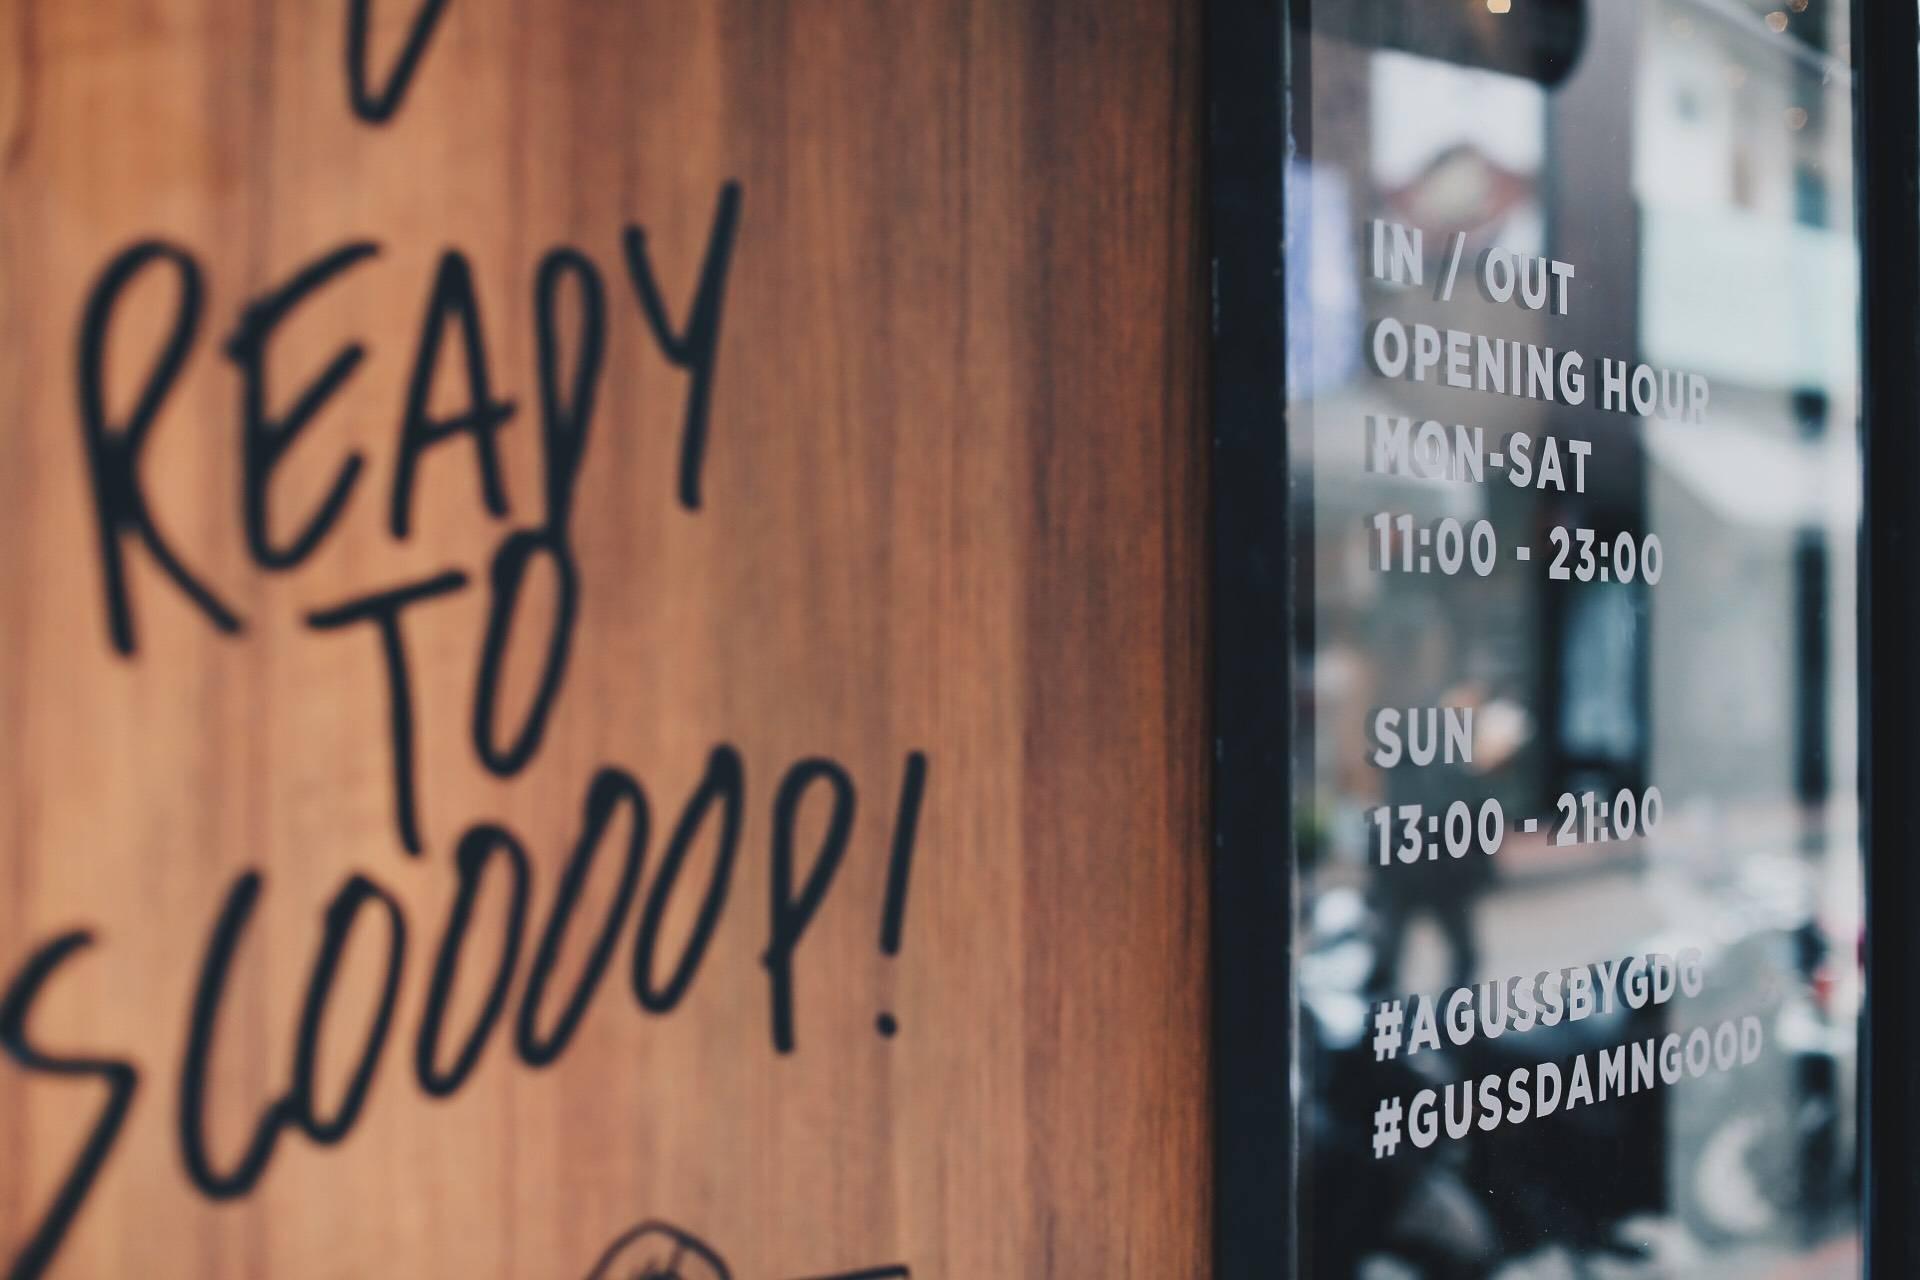 READY
TO
SCOOOOP!
IN / OUT
OPENING HOUR
MON-SAT
11:00 - 23:00
SUN
13:00 - 21:00
#AGUSSBYGDG
#GUSSDAMNGOOD